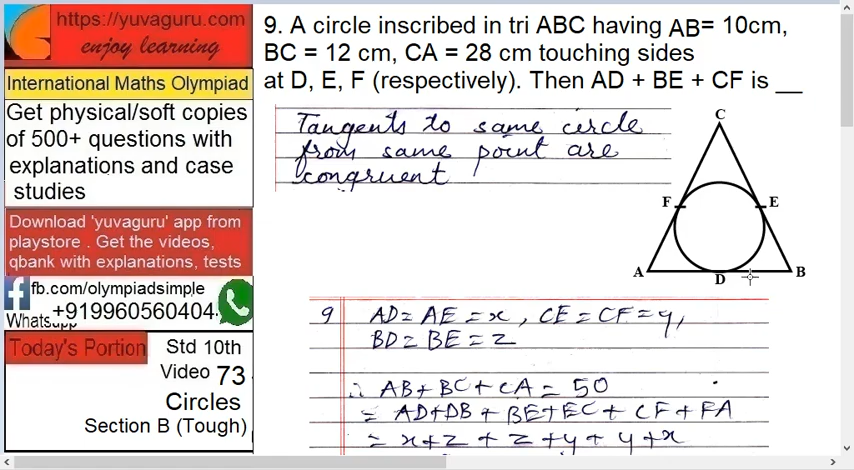 https://yuvaguru.com
enjoy learning
International Maths Olympiad
Get physical/soft copies
of 500+ questions with
explanations and case
studies
Download 'yuvaguru' app from
playstore . Get the videos,
qbank with explanations, tests
fb.com/olympiadsimple
Whatsapp +919960560404
Today's Portion
Std 10th
Video 73
Circles
Section B (Tough)
9. A circle inscribed in tri ABC having AB= 10cm,
BC = 12 cm, CA = 28 cm touching sides
at D, E, F (respectively). Then AD + BE + CF is __
Tangents to same circle
from same point are
congruent
C
F E
A D B
9 AD = AE = x, CE = CF = y,
BD = BE = z
∴ AB + BC + CA = 50
= AD + DB + BE + EC + CF + FA
= x + z + z + y + y + x